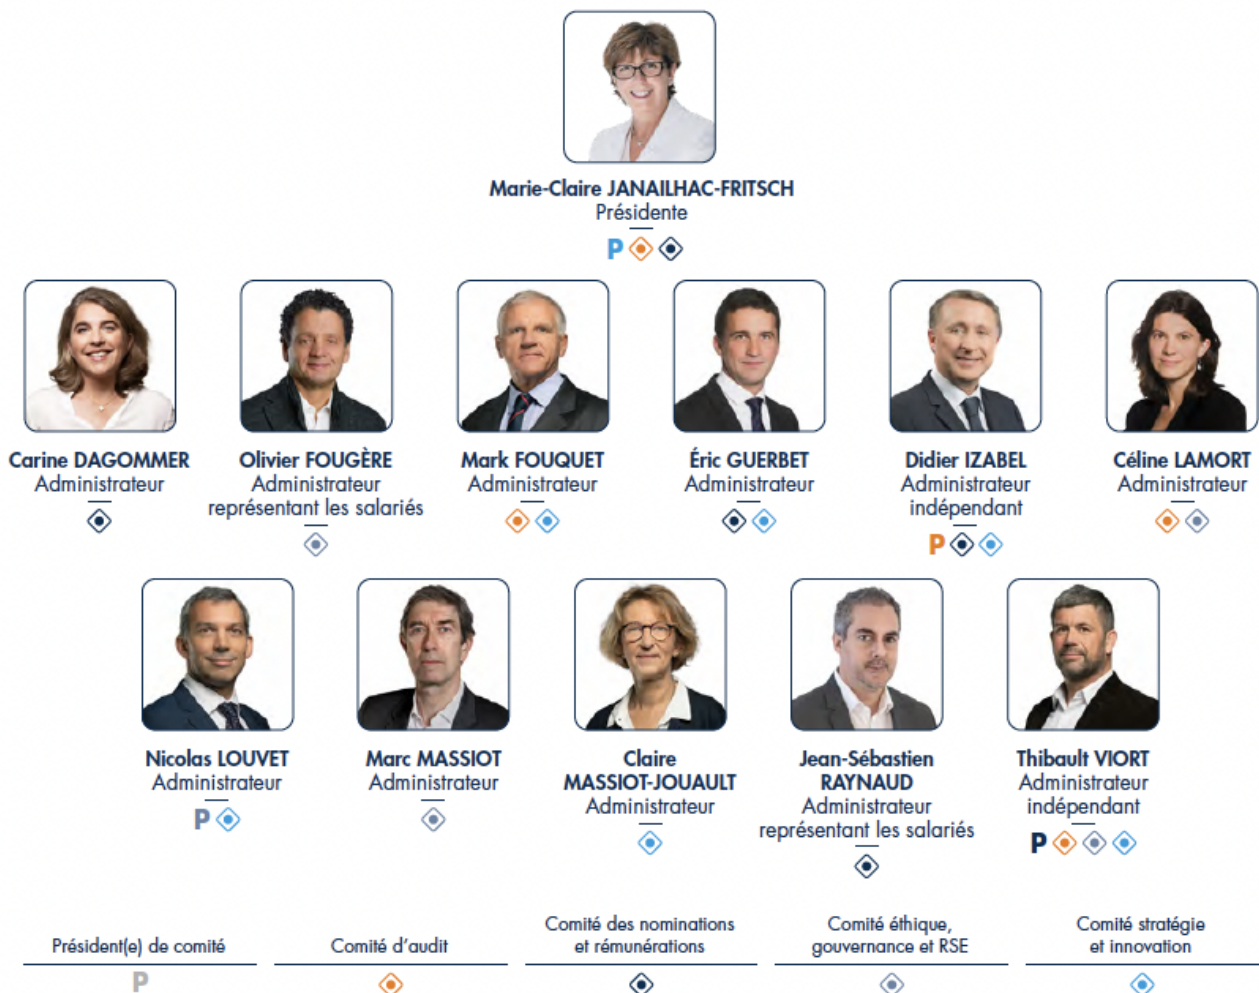 Marie-Claire JANAILHAC-FRITSCH
Présidente
P
Carine DAGOMMER
Administrateur
Olivier FOUGÈRE
Administrateur
représentant les salariés
Mark FOUQUET
Administrateur
Éric GUERBET
Administrateur
Didier IZABEL
Administrateur
indépendant
P
Céline LAMORT
Administrateur
Nicolas LOUVET
Administrateur
P
Marc MASSIOT
Administrateur
Claire
MASSIOT-JOUAULT
Administrateur
Jean-Sébastien
RAYNAUD
Administrateur
représentant les salariés
Thibault VIORT
Administrateur
indépendant
P
Président(e) de comité
P
Comité d'audit
Comité des nominations
et rémunérations
Comité éthique,
gouvernance et RSE
Comité stratégie
et innovation